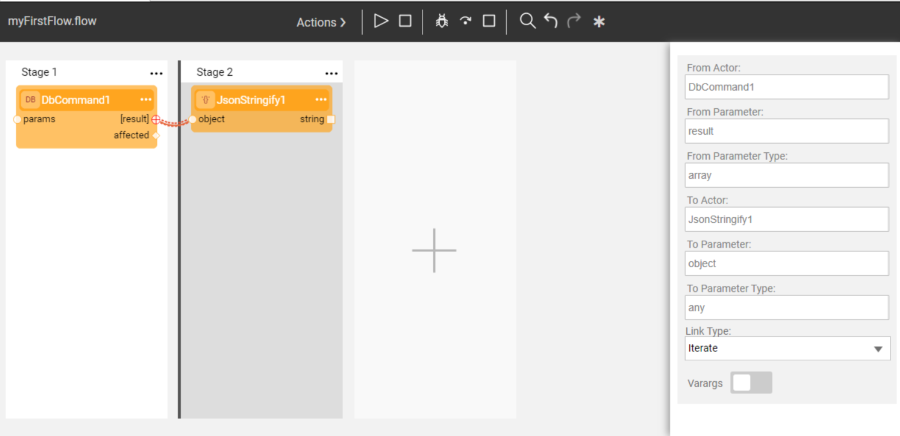 myFirstFlow.flow
Actions
Stage 1
...
Stage 2
...
DB DbCommand1 ...
params [result]
affected
'{}' JsonStringify1 ...
object string
From Actor:
DbCommand1
From Parameter:
result
From Parameter Type:
array
To Actor:
JsonStringify1
To Parameter:
object
To Parameter Type:
any
Link Type:
Iterate
Varargs